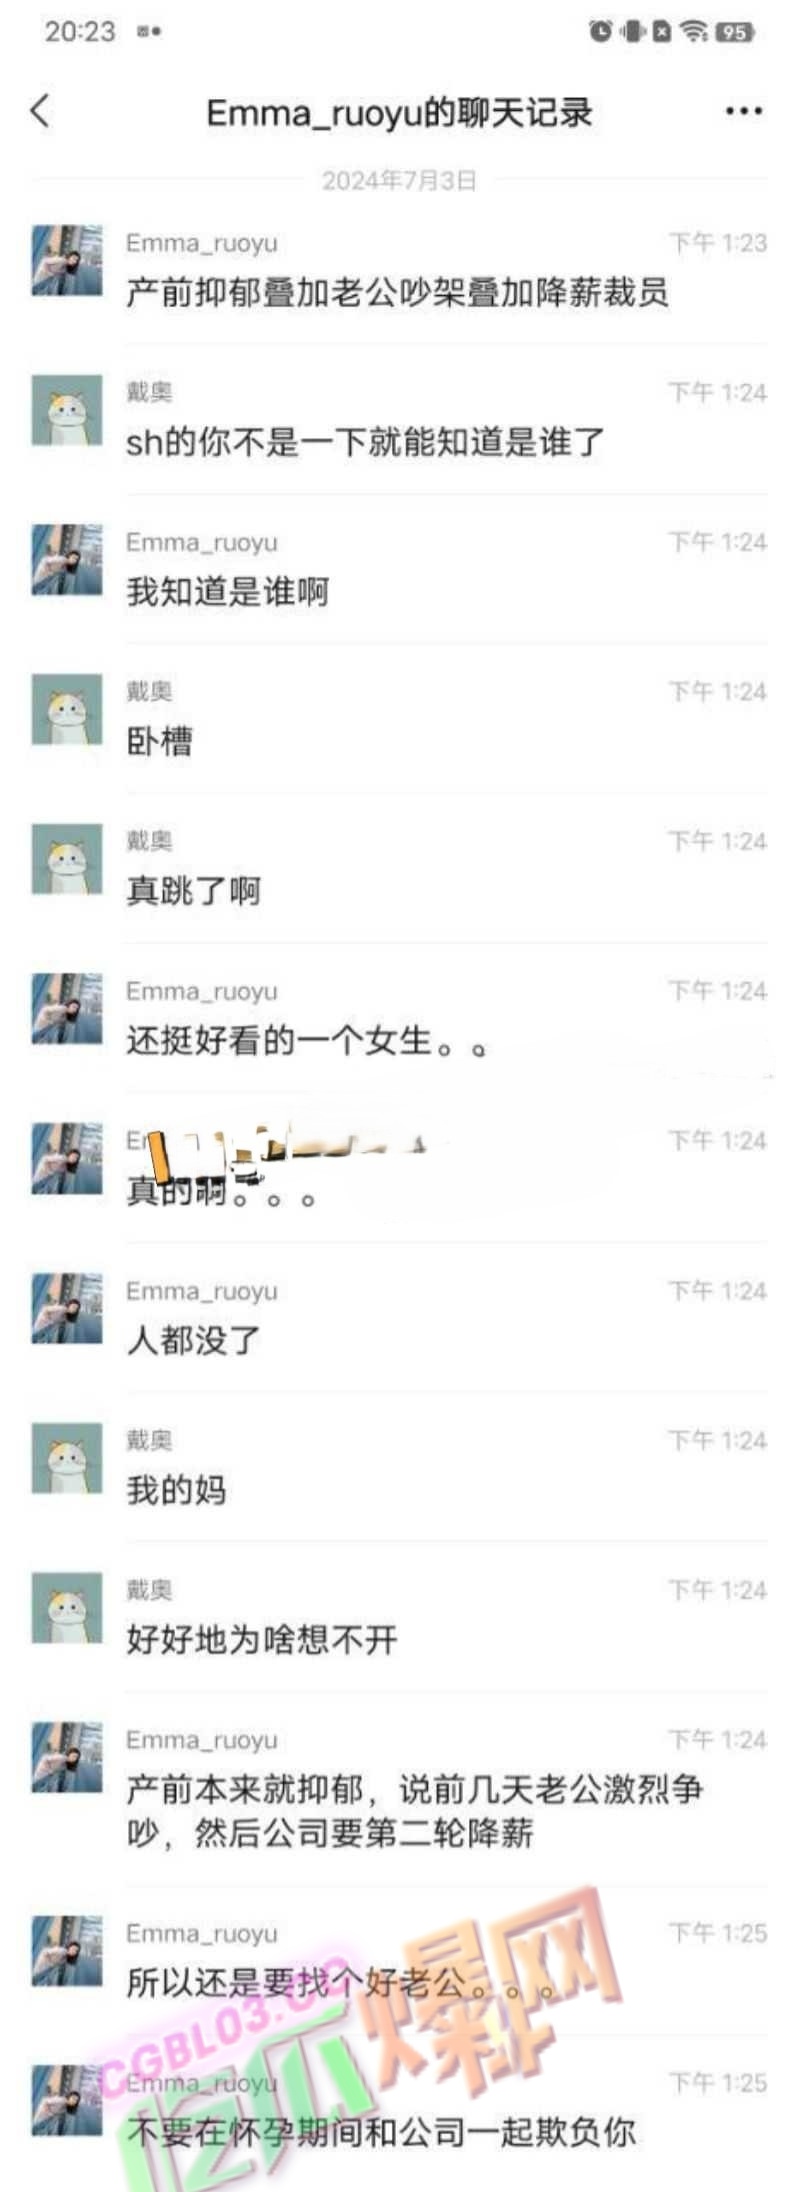 20:23
95
Emma_ruoyu的聊天记录
2024年7月3日
Emma_ruoyu 下午 1:23
产前抑郁叠加老公吵架叠加降薪裁员
戴奥 下午 1:24
sh的你不是一下就能知道是谁了
Emma_ruoyu 下午 1:24
我知道是谁啊
戴奥 下午 1:24
卧槽
戴奥 下午 1:24
真跳了啊
Emma_ruoyu 下午 1:24
还挺好看的一个女生。。
下午 1:24
真的啊。。。
Emma_ruoyu 下午 1:24
人都没了
戴奥 下午 1:24
我的妈
戴奥 下午 1:24
好好地为啥想不开
Emma_ruoyu 下午 1:24
产前本来就抑郁，说前几天老公激烈争
吵，然后公司要第二轮降薪
Emma_ruoyu 下午 1:25
所以还是要找个好老公。。。
CGBL03.CC
吃瓜爆网
Emma_ruoyu 下午 1:25
不要在怀孕期间和公司一起欺负你